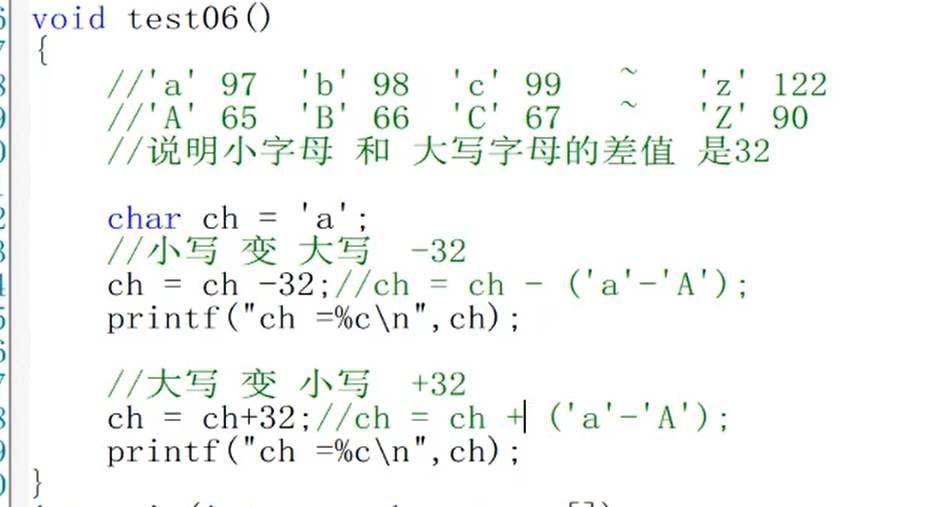 void test06()
{
//'a' 97 'b' 98 'c' 99 ~ 'z' 122
//'A' 65 'B' 66 'C' 67 ~ 'Z' 90
//说明小字母 和 大写字母的差值 是32
char ch = 'a';
//小写 变 大写 -32
ch = ch -32;//ch = ch - ('a'-'A');
printf("ch =%c\n",ch);
//大写 变 小写 +32
ch = ch+32;//ch = ch + ('a'-'A');
printf("ch =%c\n",ch);
}